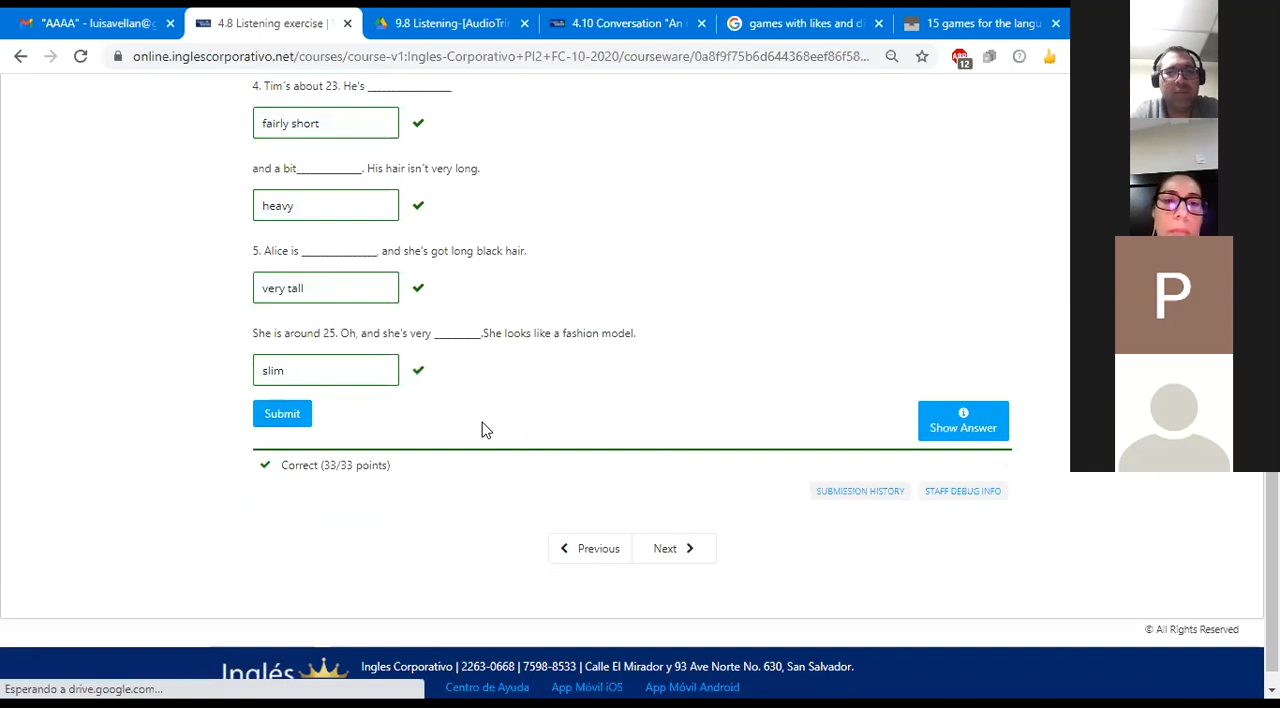 "AAAA" - luisavellan@g
4.8 Listening exercise |
9.8 Listening-[AudioTri
4.10 Conversation "An i
games with likes and d
15 games for the langu
online.inglescorporativo.net/courses/course-v1:Ingles-Corporativo+PI2+FC-10-2020/courseware/0a8f9f75b6d644368eef86f58...
12
4. Tim´s about 23. He's _________________
fairly short
and a bit_____________. His hair isn´t very long.
heavy
5. Alice is _______________, and she's got long black hair.
very tall
She is around 25. Oh, and she's very _________.She looks like a fashion model.
slim
Submit
Show Answer
Correct (33/33 points)
SUBMISSION HISTORY
STAFF DEBUG INFO
Previous
Next
© All Rights Reserved
Inglés
Ingles Corporativo | 2263-0668 | 7598-8533 | Calle El Mirador y 93 Ave Norte No. 630, San Salvador.
Centro de Ayuda
App Móvil iOS
App Móvil Android
Esperando a drive.google.com...
P